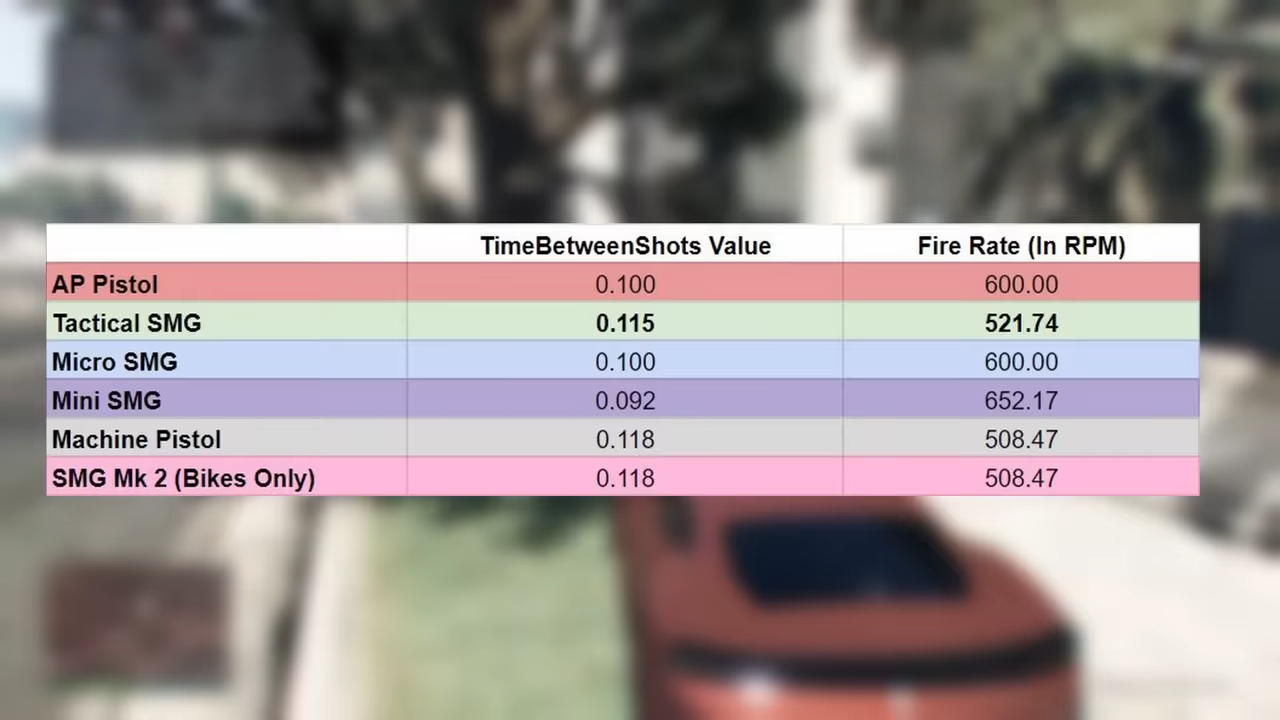 TimeBetweenShots Value Fire Rate (In RPM)
AP Pistol 0.100 600.00
Tactical SMG 0.115 521.74
Micro SMG 0.100 600.00
Mini SMG 0.092 652.17
Machine Pistol 0.118 508.47
SMG Mk 2 (Bikes Only) 0.118 508.47